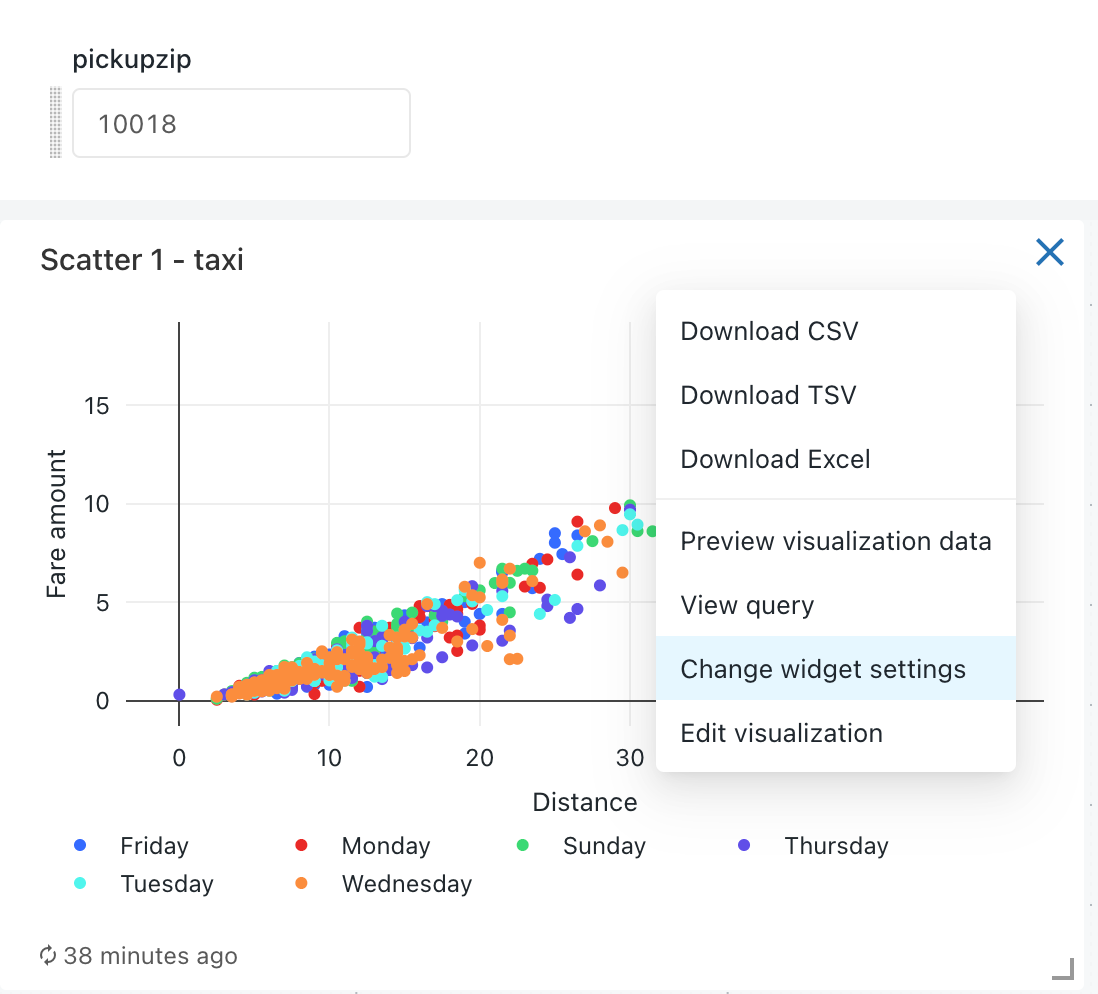 pickupzip
10018
Scatter 1 - taxi
Download CSV
Download TSV
Download Excel
Preview visualization data
View query
Change widget settings
Edit visualization
Fare amount
15
10
5
0
0 10 20 30
Distance
Friday Monday Sunday Thursday
Tuesday Wednesday
38 minutes ago